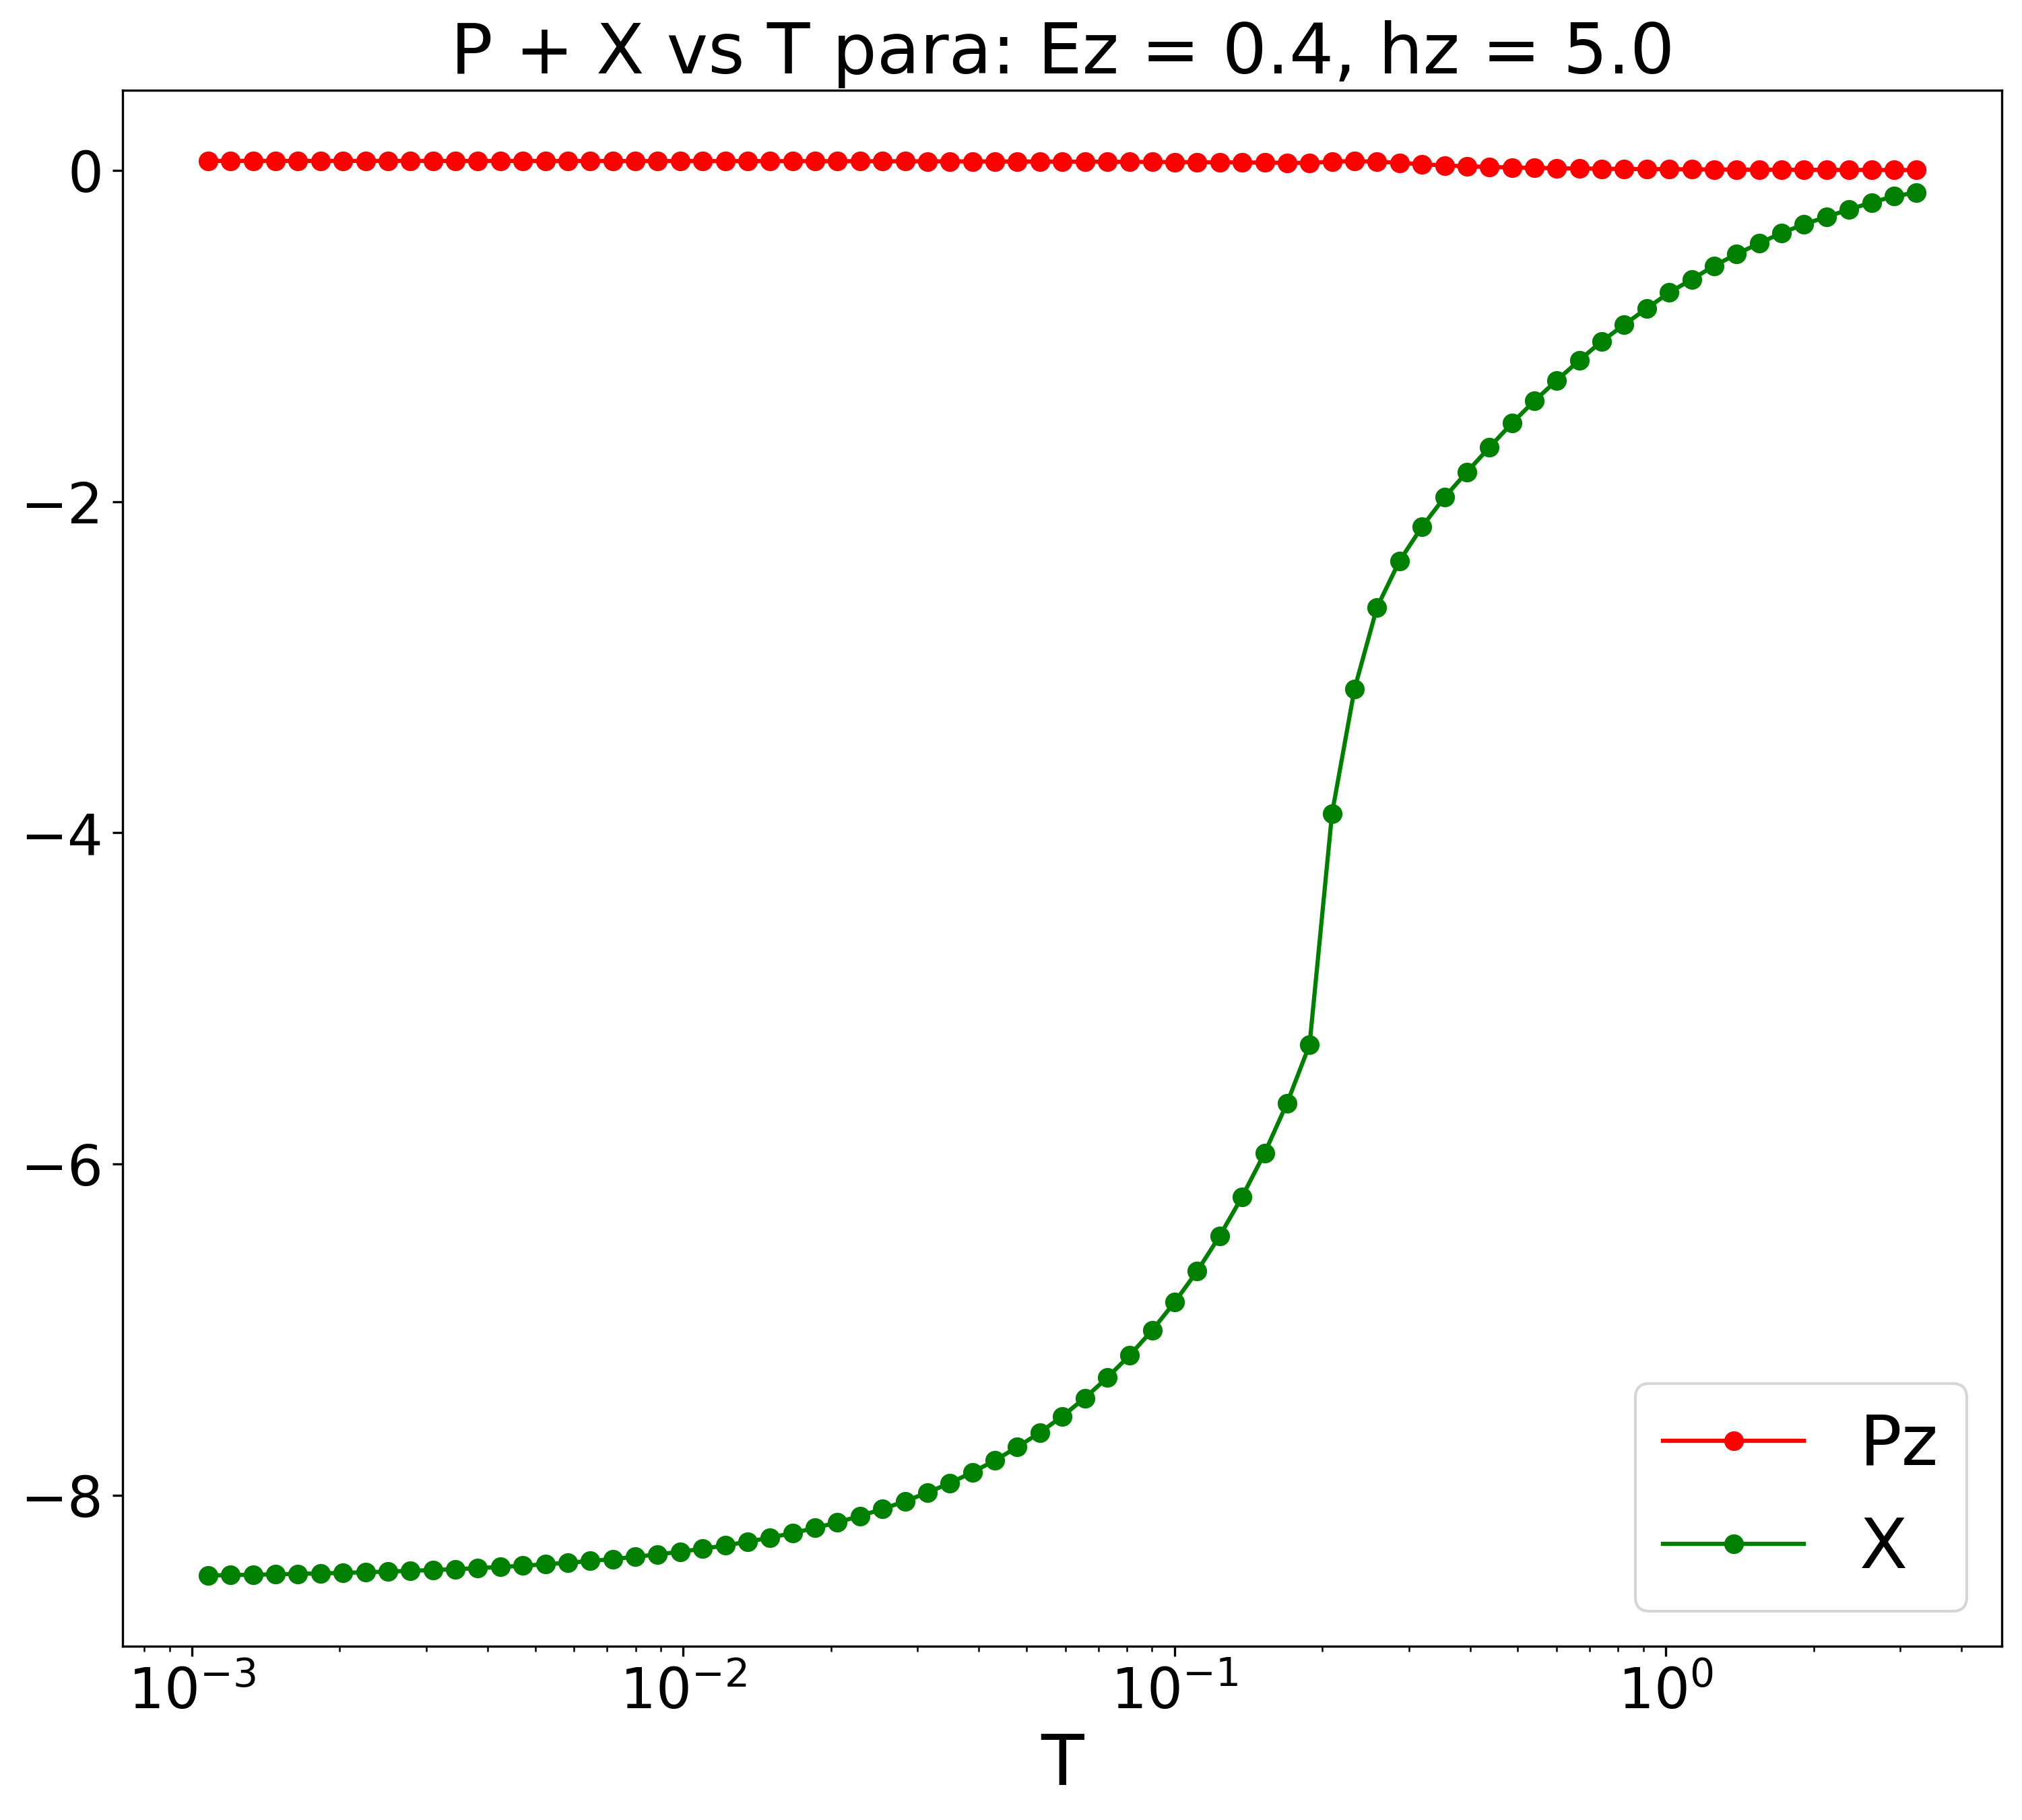 P + X vs T para: Ez = 0.4, hz = 5.0
0
−2
−4
−6
−8
Pz
X
10⁻³ 10⁻² 10⁻¹ 10⁰
T